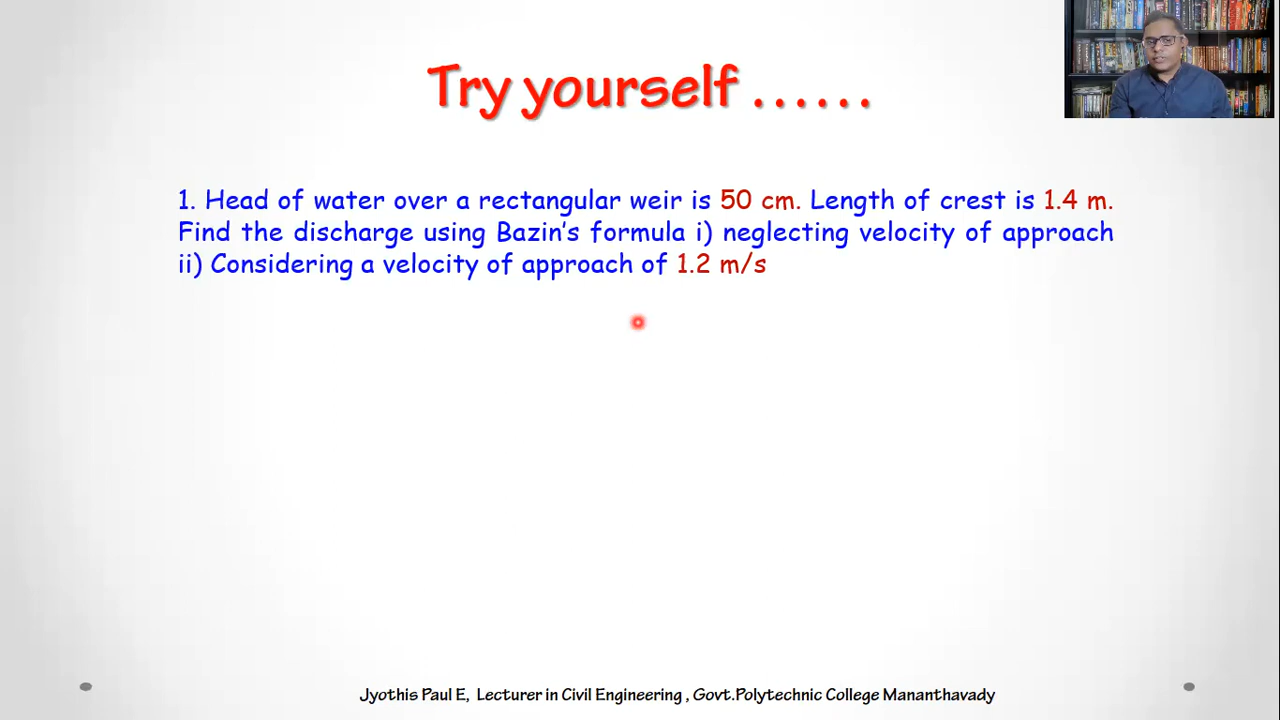 Try yourself ......
1. Head of water over a rectangular weir is 50 cm. Length of crest is 1.4 m.
Find the discharge using Bazin's formula i) neglecting velocity of approach
ii) Considering a velocity of approach of 1.2 m/s
Jyothis Paul E, Lecturer in Civil Engineering , Govt.Polytechnic College Mananthavady